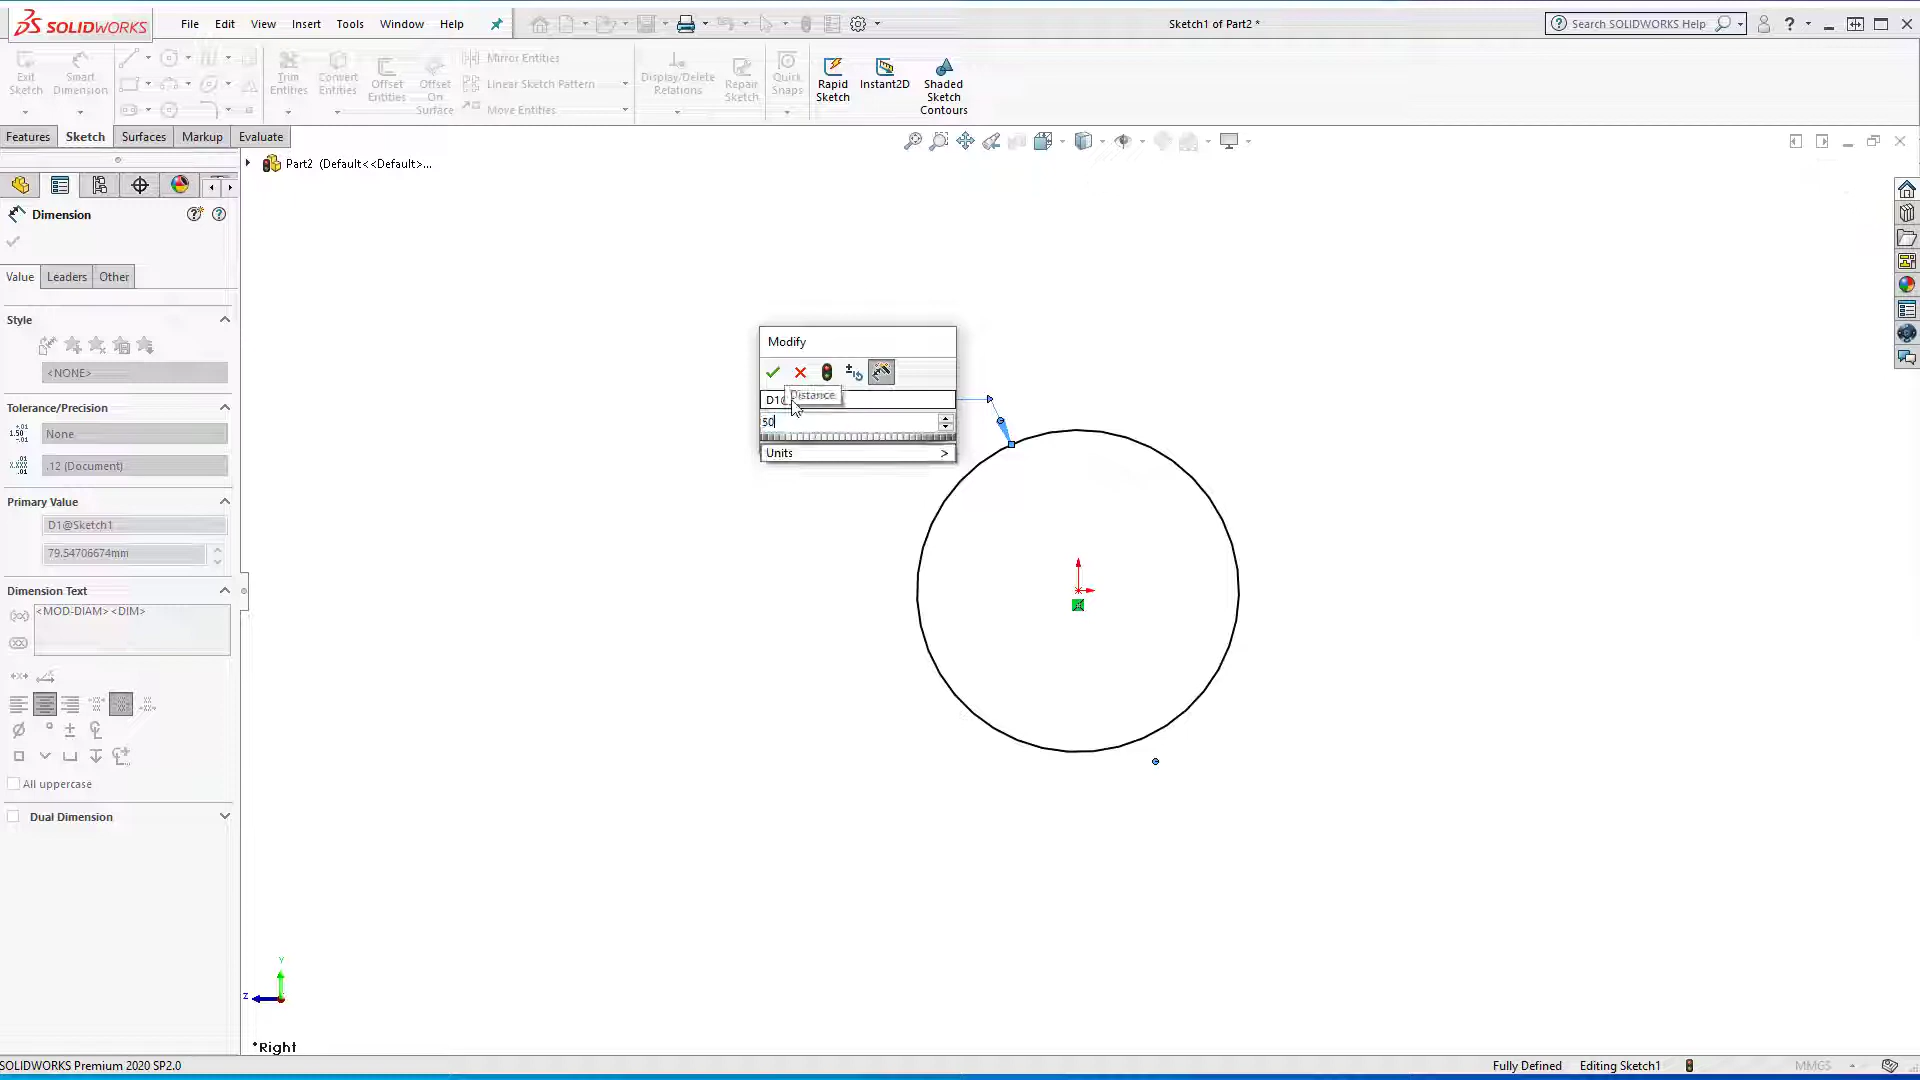 SOLIDWORKS
File Edit View Insert Tools Window Help
Sketch1 of Part2 *
Search SOLIDWORKS Help
Exit Sketch
Smart Dimension
Trim Entities
Convert Entities
Offset Entities
Offset On Surface
Mirror Entities
Linear Sketch Pattern
Move Entities
Display/Delete Relations
Repair Sketch
Quick Snaps
Rapid Sketch
Instant2D
Shaded Sketch Contours
Features Sketch Surfaces Markup Evaluate
Part2 (Default<<Default>...
Dimension
Value Leaders Other
Style
<NONE>
Tolerance/Precision
None
.12 (Document)
Primary Value
D1@Sketch1
79.54706674mm
Dimension Text
<MOD-DIAM><DIM>
All uppercase
Dual Dimension
Modify
Distance
D1@
50
Units >
Y
Z
*Right
SOLIDWORKS Premium 2020 SP2.0
Fully Defined Editing Sketch1 MMGS